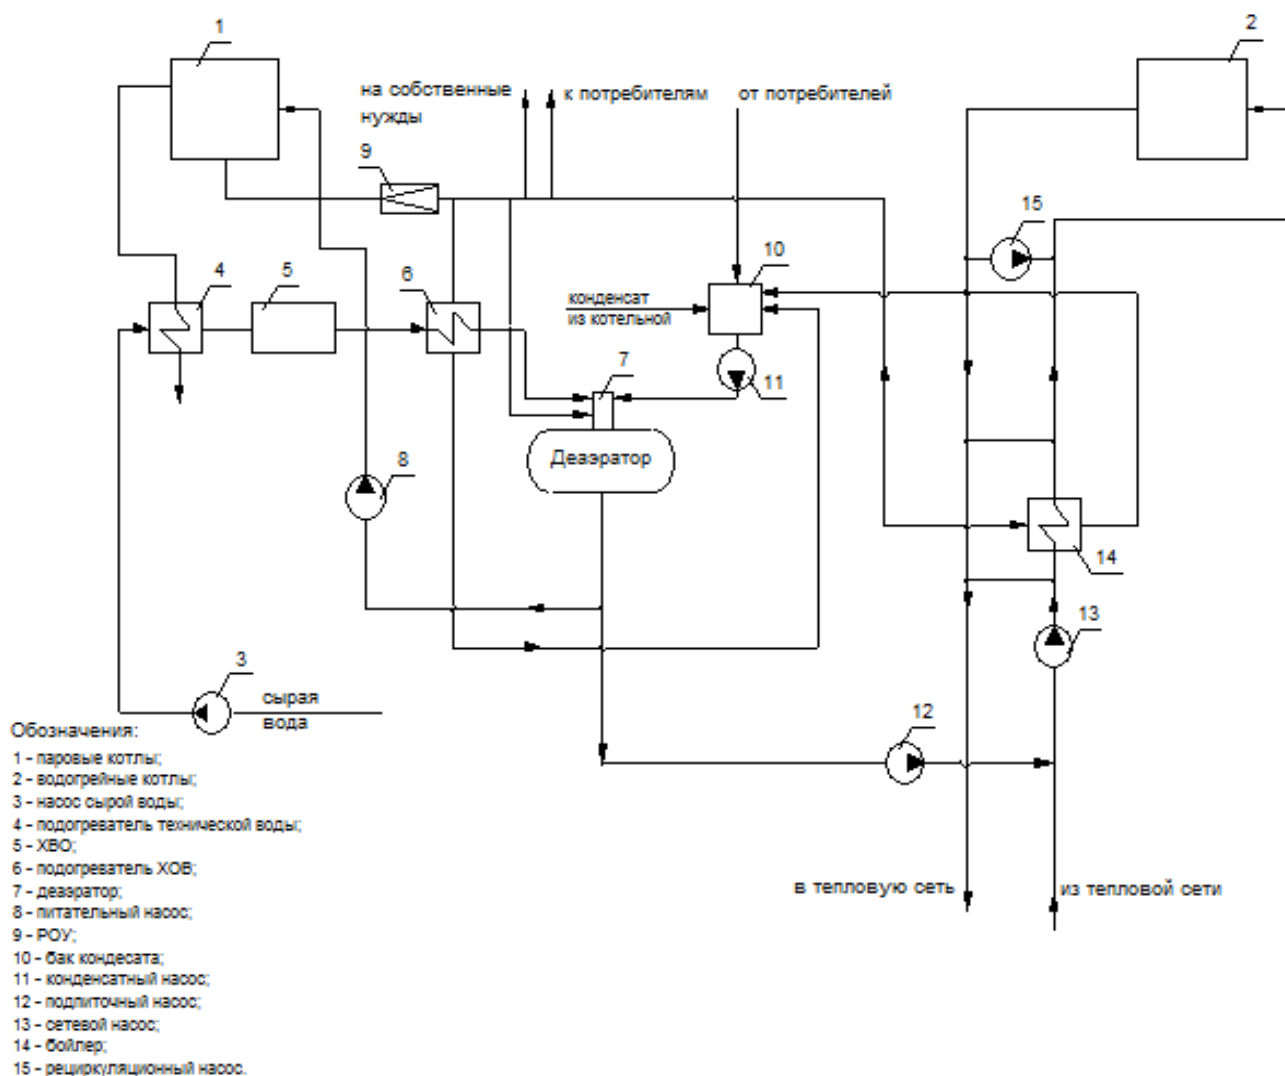 1
2
на собственные
нужды
к потребителям
от потребителей
9
15
4
5
6
10
конденсат
из котельной
7
11
Деаэратор
8
14
13
3
сырая
вода
12
Обозначения:
1 - паровые котлы;
2 - водогрейные котлы;
3 - насос сырой воды;
4 - подогреватель технической воды;
5 - ХВО;
6 - подогреватель ХОВ;
7 - деаэратор;
8 - питательный насос;
9 - РОУ;
10 - бак кондесата;
11 - конденсатный насос;
12 - подпиточный насос;
13 - сетевой насос;
14 - бойлер;
15 - рециркуляционный насос.
в тепловую сеть
из тепловой сети